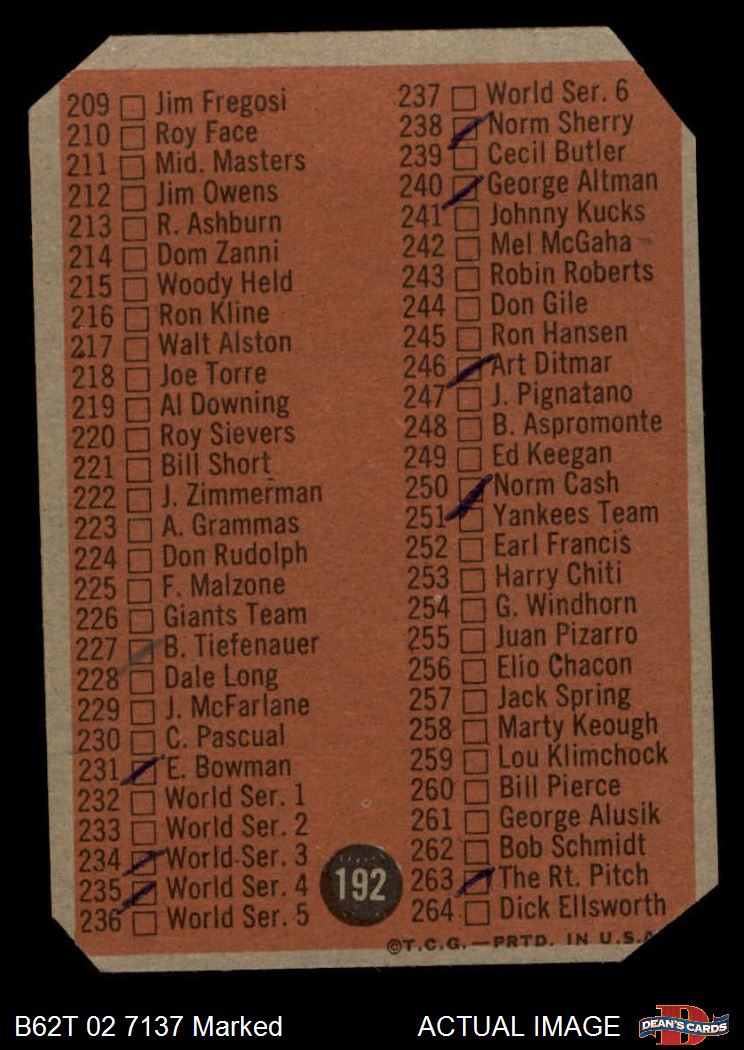 209 Jim Fregosi
210 Roy Face
211 Mid. Masters
212 Jim Owens
213 R. Ashburn
214 Dom Zanni
215 Woody Held
216 Ron Kline
217 Walt Alston
218 Joe Torre
219 Al Downing
220 Roy Sievers
221 Bill Short
222 J. Zimmerman
223 A. Grammas
224 Don Rudolph
225 F. Malzone
226 Giants Team
227 B. Tiefenauer
228 Dale Long
229 J. McFarlane
230 C. Pascual
231 E. Bowman
232 World Ser. 1
233 World Ser. 2
234 World Ser. 3
235 World Ser. 4
236 World Ser. 5
237 World Ser. 6
238 Norm Sherry
239 Cecil Butler
240 George Altman
241 Johnny Kucks
242 Mel McGaha
243 Robin Roberts
244 Don Gile
245 Ron Hansen
246 Art Ditmar
247 J. Pignatano
248 B. Aspromonte
249 Ed Keegan
250 Norm Cash
251 Yankees Team
252 Earl Francis
253 Harry Chiti
254 G. Windhorn
255 Juan Pizarro
256 Elio Chacon
257 Jack Spring
258 Marty Keough
259 Lou Klimchock
260 Bill Pierce
261 George Alusik
262 Bob Schmidt
263 The Rt. Pitch
264 Dick Ellsworth
192
©T.C.G.—PRTD. IN U.S.A
B62T 02 7137 Marked
ACTUAL IMAGE
DEAN'S CARDS